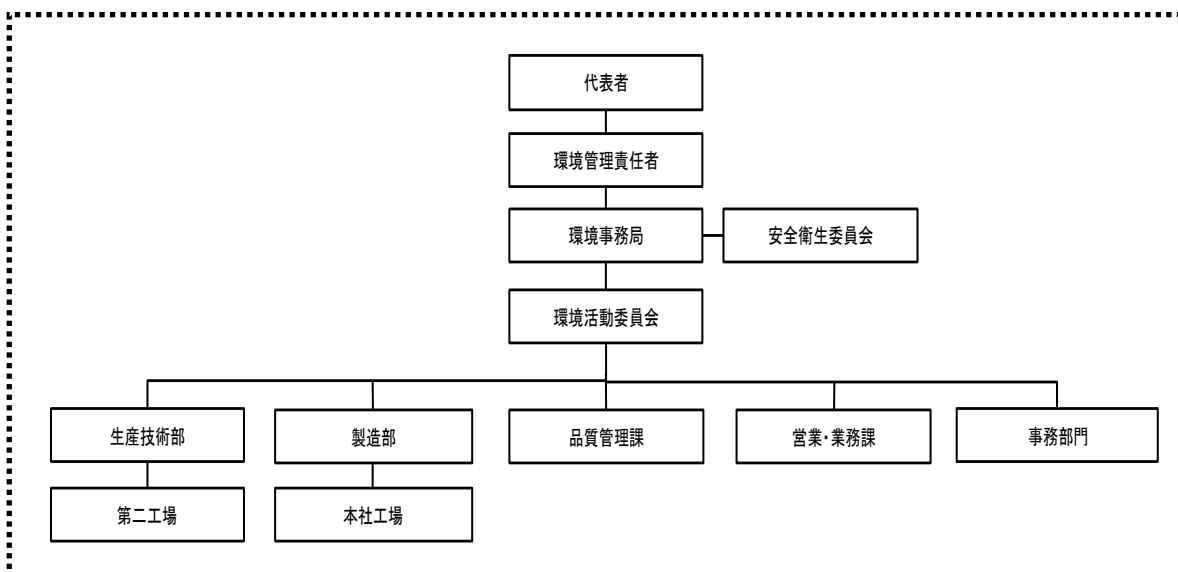 代表者
環境管理責任者
環境事務局
安全衛生委員会
環境活動委員会
生産技術部
製造部
品質管理課
営業・業務課
事務部門
第二工場
本社工場